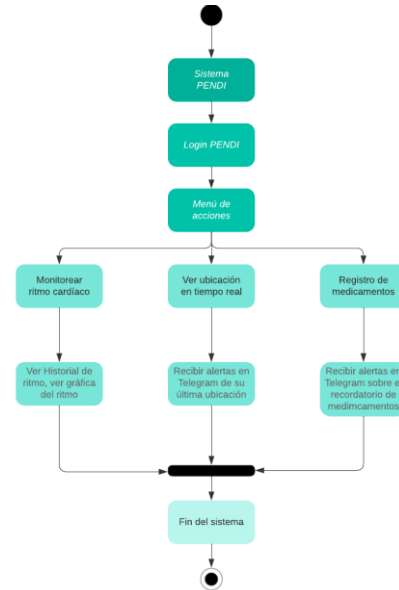 Sistema
PENDI
Login PENDI
Menú de
acciones
Monitorear
ritmo cardíaco
Ver ubicación
en tiempo real
Registro de
medicamentos
Ver Historial de
ritmo, ver gráfica
del ritmo
Recibir alertas en
Telegram de su
última ubicación
Recibir alertas en
Telegram sobre el
recordatorio de
medimcamentos
Fin del sistema